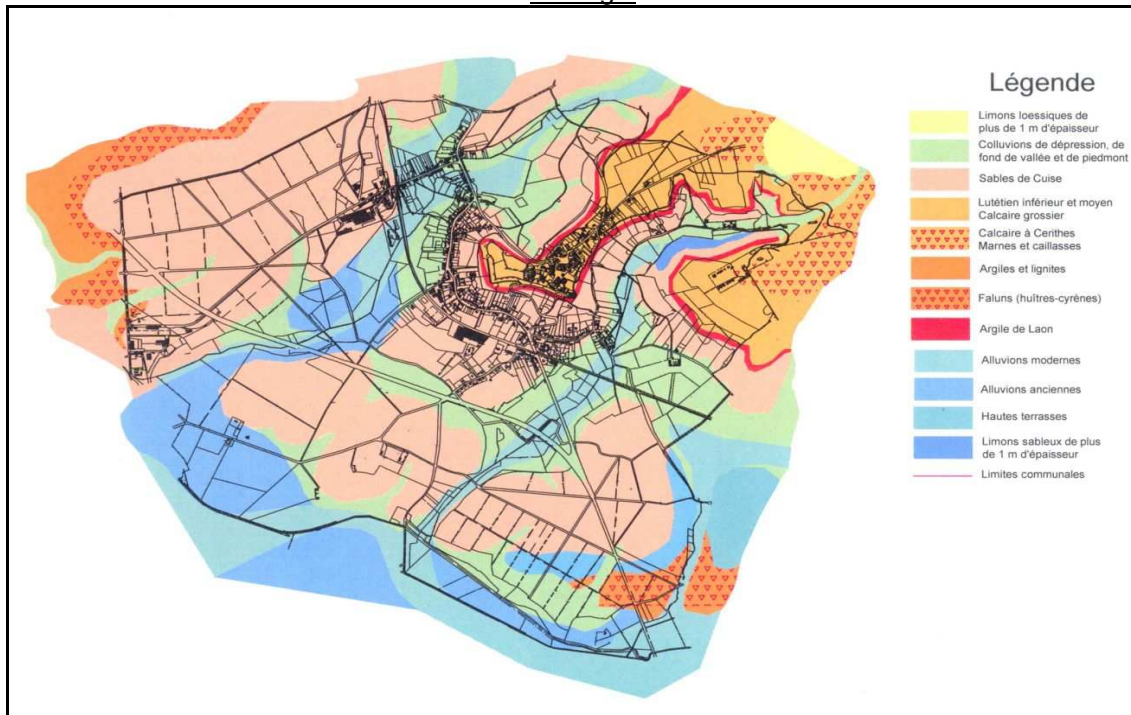 Légende
Limons loessiques de
plus de 1 m d'épaisseur
Colluvions de dépression, de
fond de vallée et de piedmont
Sables de Cuise
Lutétien inférieur et moyen
Calcaire grossier
Calcaire à Cerithes
Marnes et caillasses
Argiles et lignites
Faluns (huîtres-cyrènes)
Argile de Laon
Alluvions modernes
Alluvions anciennes
Hautes terrasses
Limons sableux de plus
de 1 m d'épaisseur
Limites communales